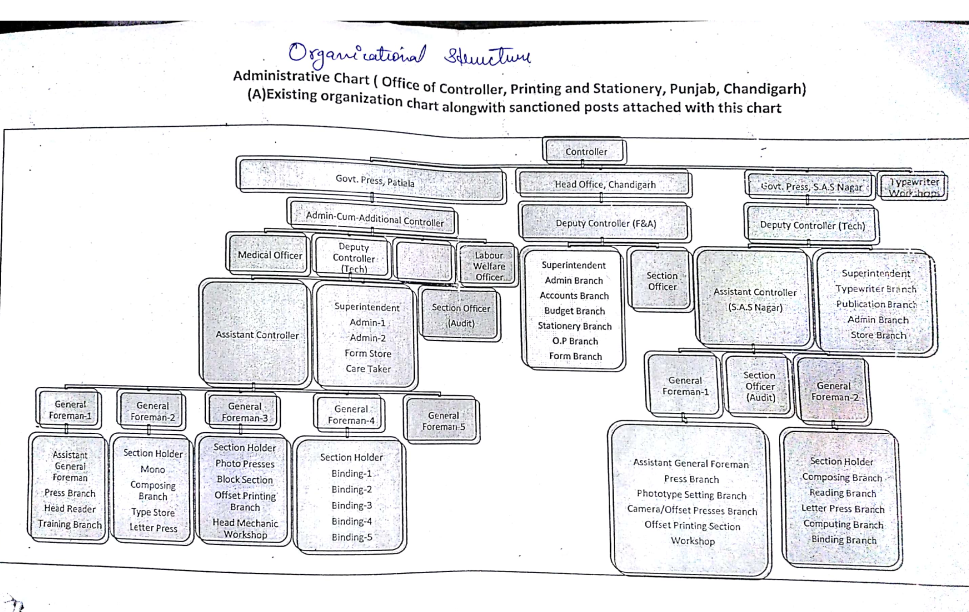 Organizational Structure
Administrative Chart ( Office of Controller, Printing and Stationery, Punjab, Chandigarh)
(A)Existing organization chart alongwith sanctioned posts attached with this chart
Controller
Govt. Press, Patiala
Head Office, Chandigarh
Govt. Press, S.A.S Nagar
Typewriter
Workshops
Admin-Cum-Additional Controller
Deputy Controller (F&A)
Deputy Controller (Tech)
Medical Officer
Deputy
Controller
(Tech)
Labour
Welfare
Officer
Assistant Controller
Superintendent
Admin-1
Admin-2
Form Store
Care Taker
Section Officer
(Audit)
Superintendent
Admin Branch
Accounts Branch
Budget Branch
Stationery Branch
O.P Branch
Form Branch
Section
Officer
Assistant Controller
(S.A.S Nagar)
Superintendent
Typewriter Branch
Publication Branch
Admin Branch
Store Branch
General
Foreman-1
General
Foreman-2
General
Foreman-3
General
Foreman-4
General
Foreman-5
General
Foreman-1
Section
Officer
(Audit)
General
Foreman-2
Assistant
General
Foreman
Press Branch
Head Reader
Training Branch
Section Holder
Mono
Composing
Branch
Type Store
Letter Press
Section Holder
Photo Presses
Block Section
Offset Printing
Branch
Head Mechanic
Workshop
Section Holder
Binding-1
Binding-2
Binding-3
Binding-4
Binding-5
Assistant General Foreman
Press Branch
Phototype Setting Branch
Camera/Offset Presses Branch
Offset Printing Section
Workshop
Section Holder
Composing Branch
Reading Branch
Letter Press Branch
Computing Branch
Binding Branch